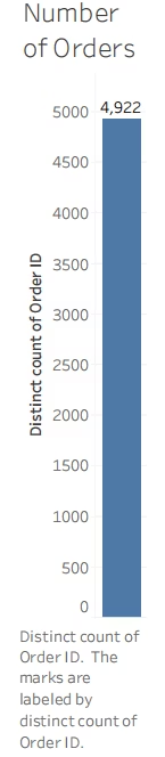 Number
of Orders
Distinct count of Order ID
5000
4500
4000
3500
3000
2500
2000
1500
1000
500
0
4,922
Distinct count of
Order ID. The
marks are
labeled by
distinct count of
Order ID.